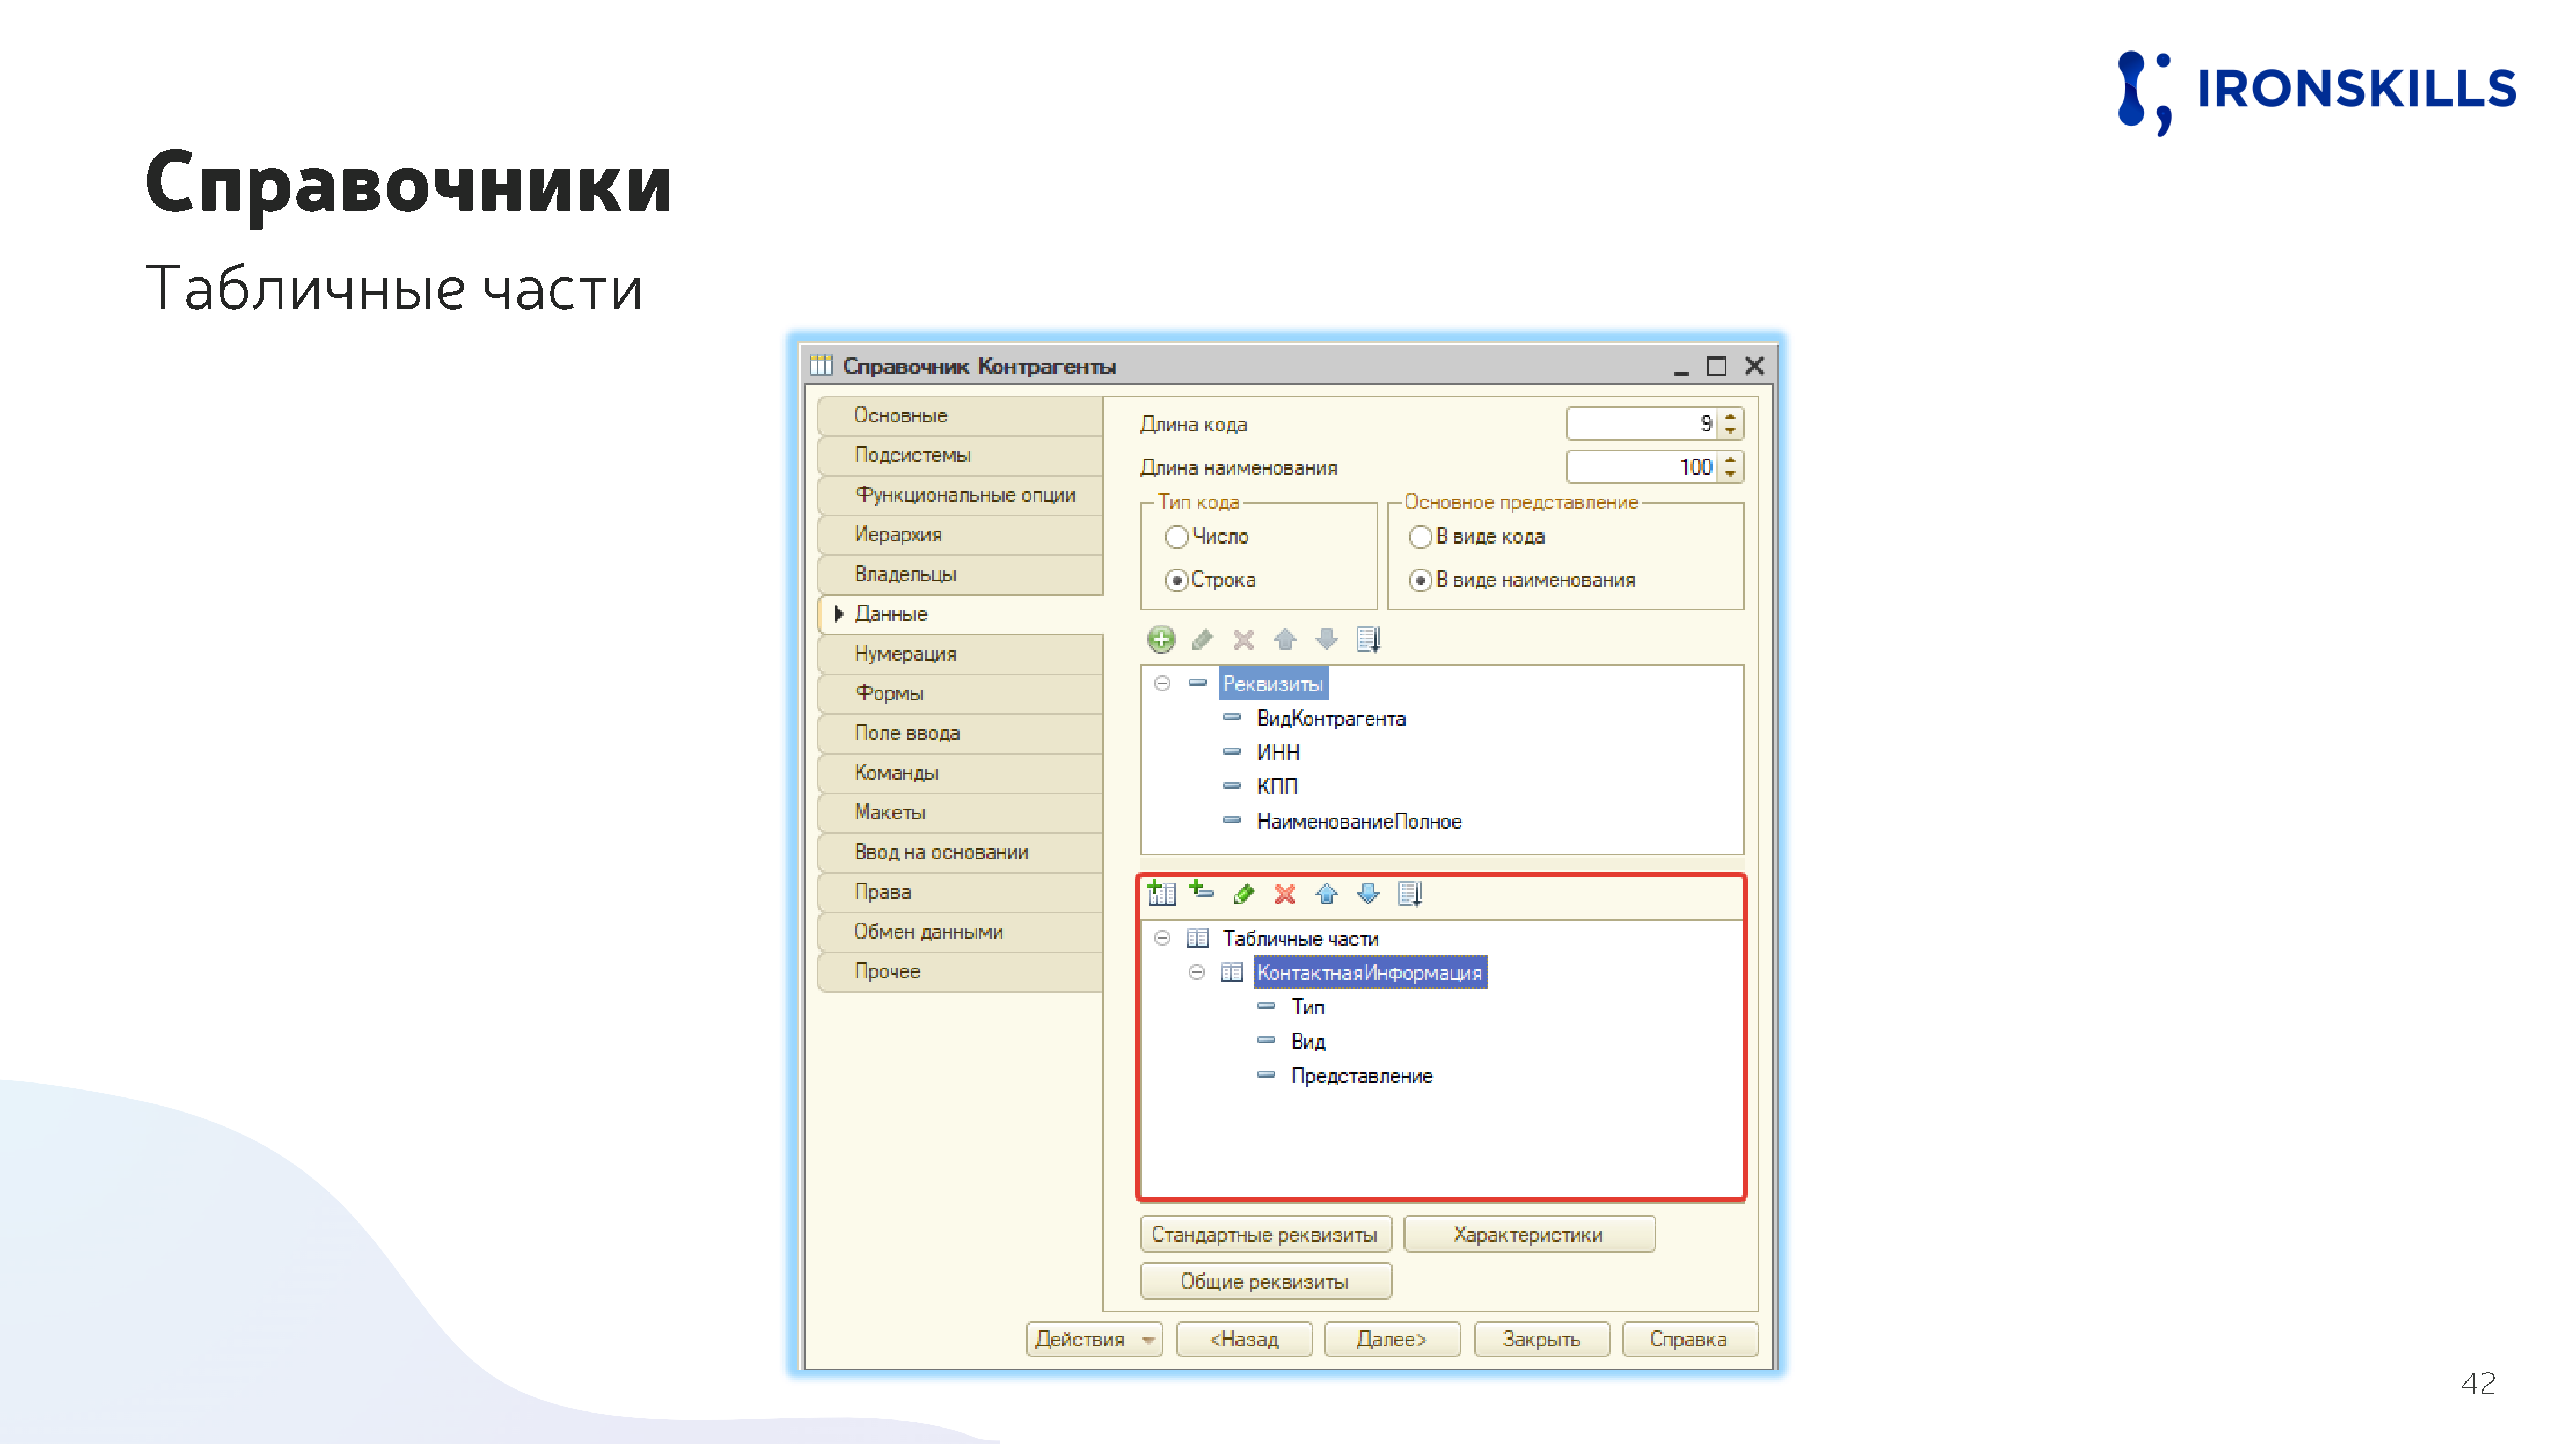 IRONSKILLS
Справочники
Табличные части
Справочник Контрагенты
Основные
Подсистемы
Функциональные опции
Иерархия
Владельцы
Данные
Нумерация
Формы
Поле ввода
Команды
Макеты
Ввод на основании
Права
Обмен данными
Прочее
Длина кода 9
Длина наименования 100
Тип кода
Число
Строка
Основное представление
В виде кода
В виде наименования
Реквизиты
ВидКонтрагента
ИНН
КПП
НаименованиеПолное
Табличные части
КонтактнаяИнформация
Тип
Вид
Представление
Стандартные реквизиты Характеристики
Общие реквизиты
Действия <Назад Далее> Закрыть Справка
42